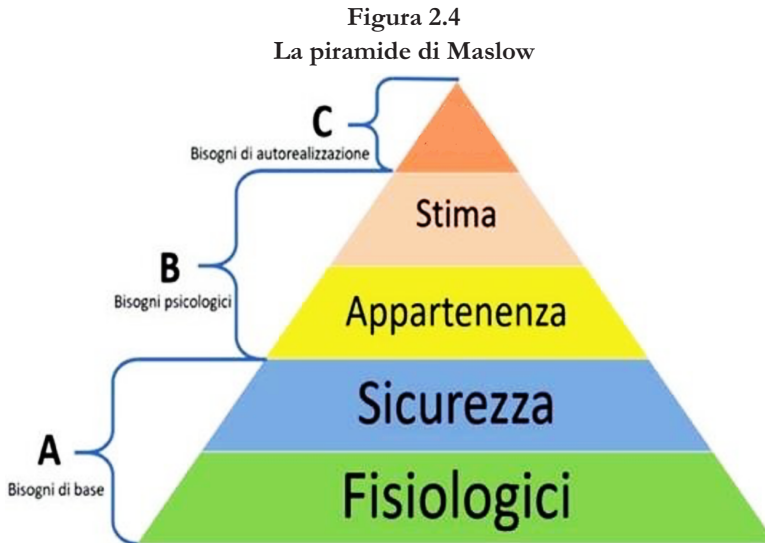 Figura 2.4
La piramide di Maslow
C
Bisogni di autorealizzazione
Stima
B
Bisogni psicologici
Appartenenza
Sicurezza
A
Bisogni di base
Fisiologici